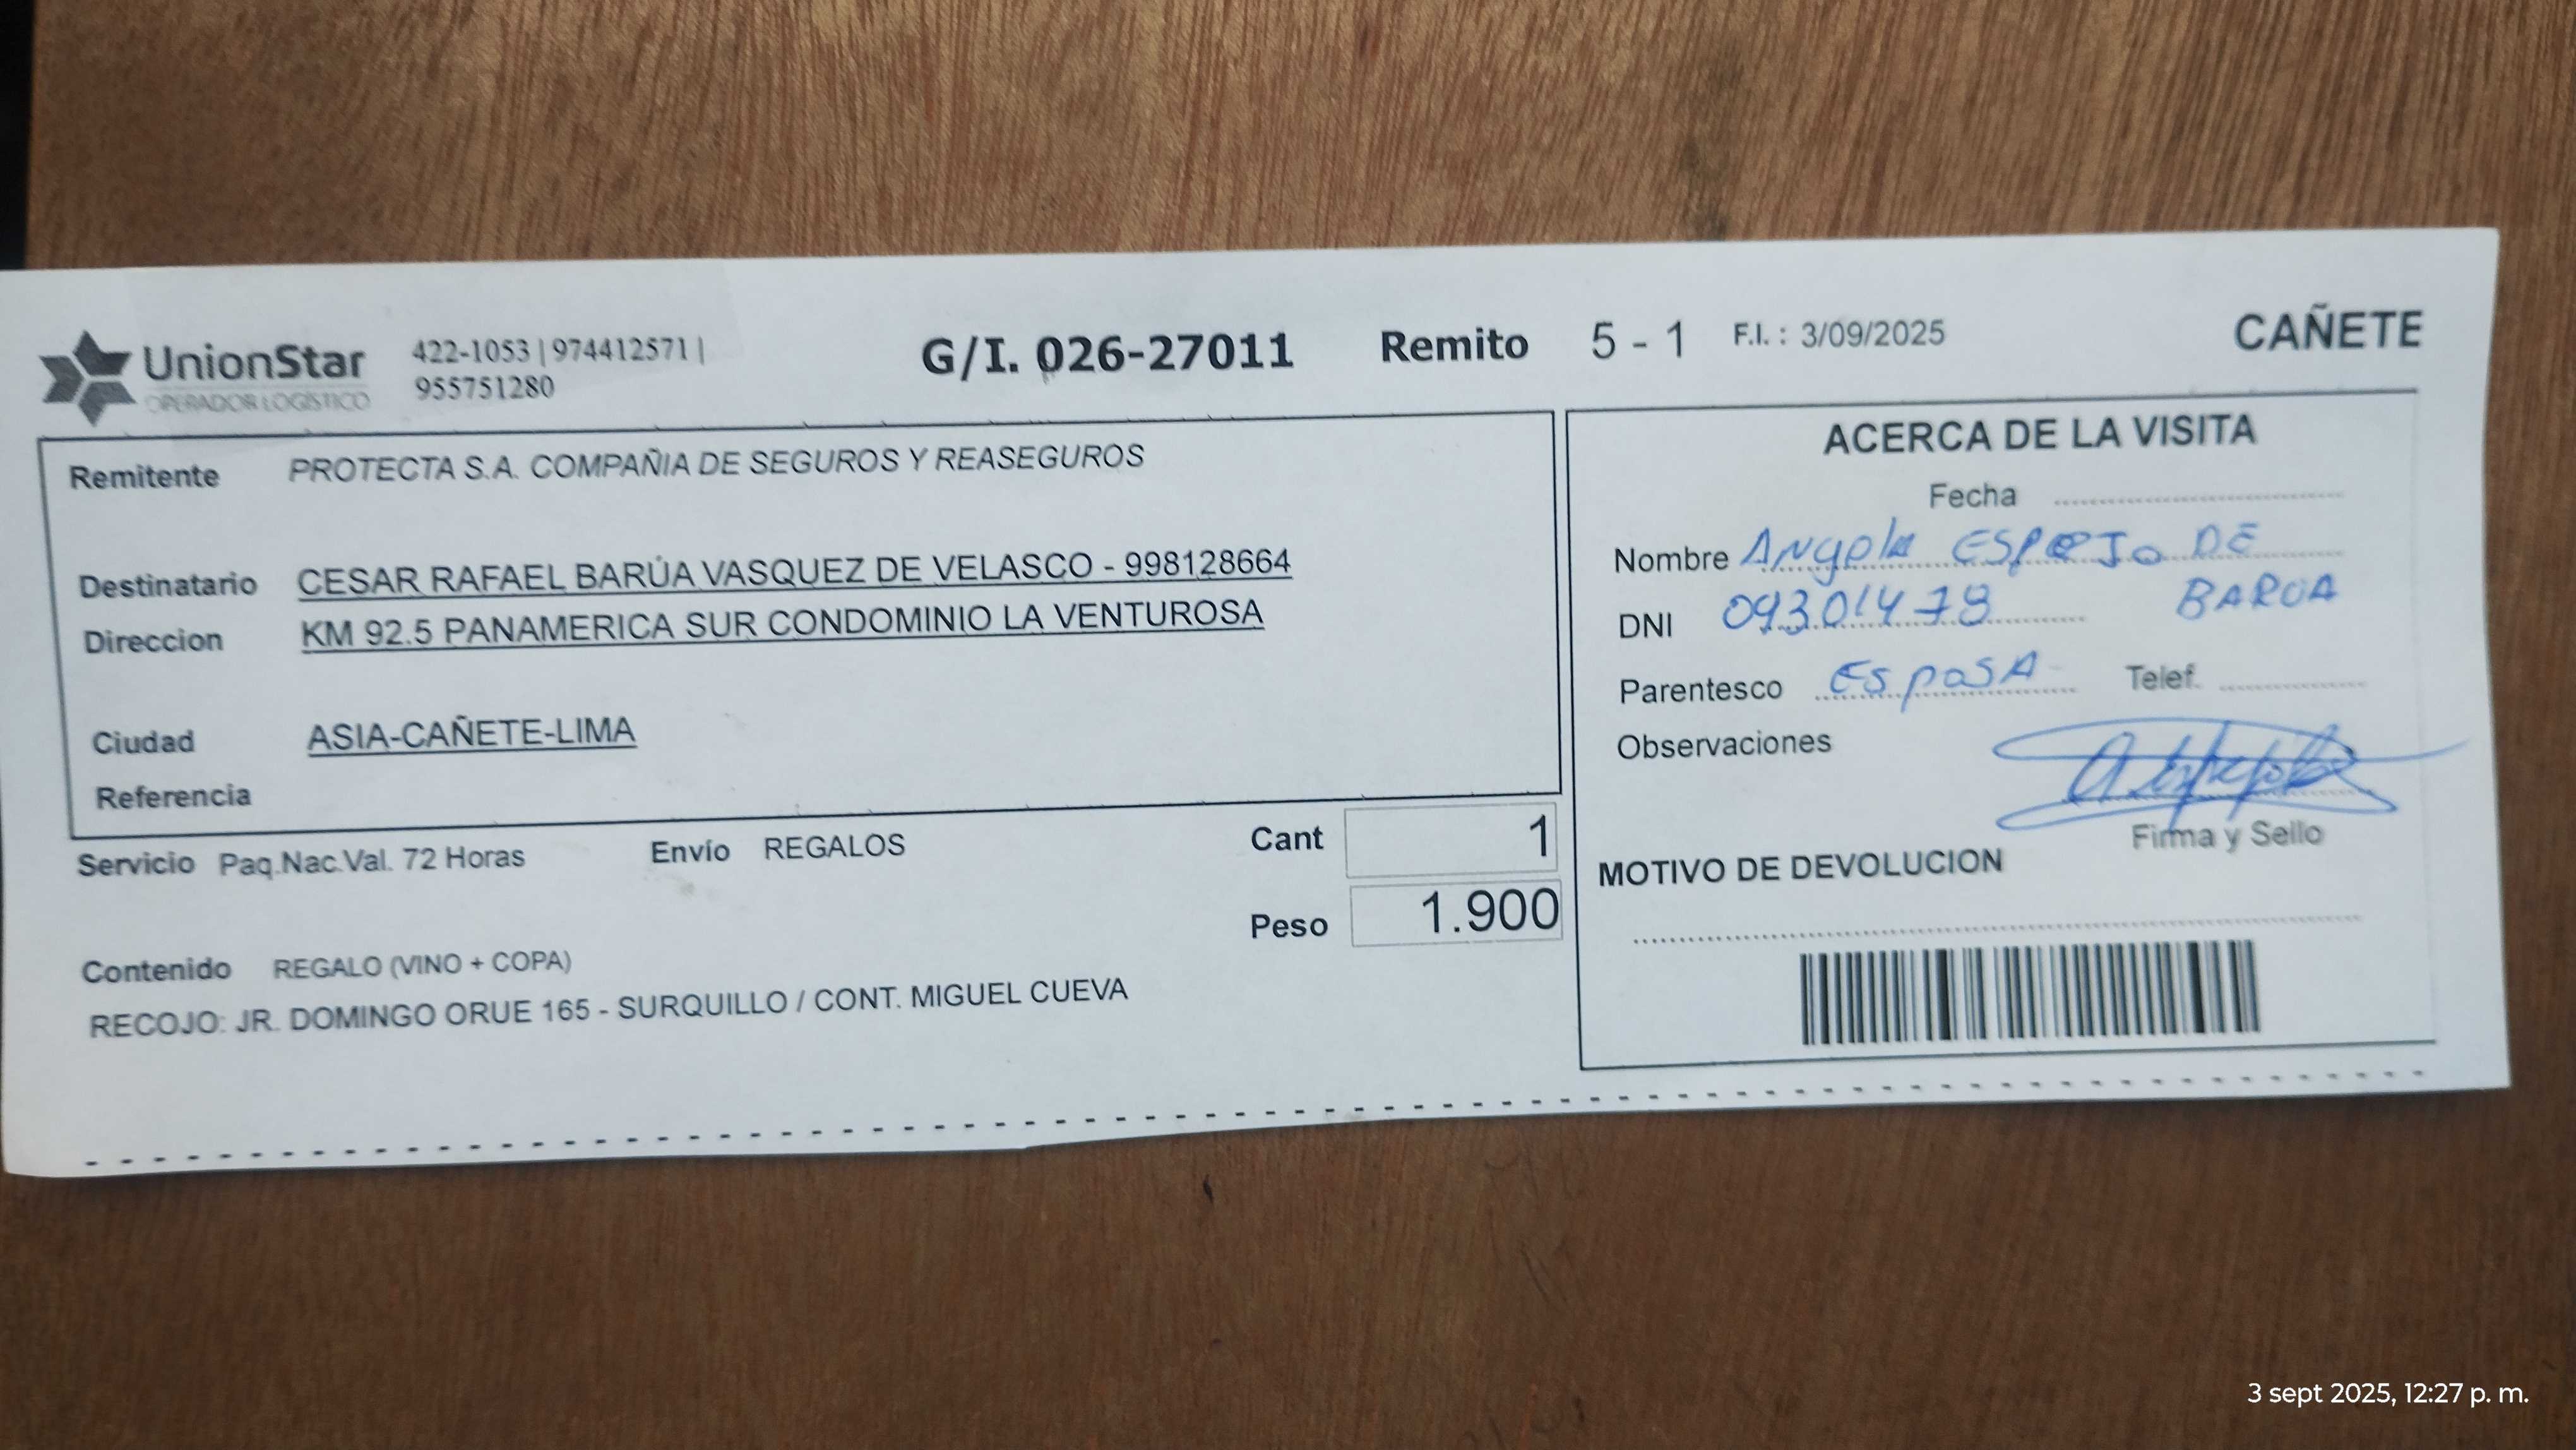 UnionStar
OPERADOR LOGÍSTICO
422-1053 | 974412571 |
955751280
G/I. 026-27011 Remito 5 - 1 F.I. : 3/09/2025 CAÑETE
Remitente PROTECTA S.A. COMPAÑIA DE SEGUROS Y REASEGUROS
Destinatario CESAR RAFAEL BARÚA VASQUEZ DE VELASCO - 998128664
Direccion KM 92.5 PANAMERICA SUR CONDOMINIO LA VENTUROSA
Ciudad ASIA-CAÑETE-LIMA
Referencia
Servicio Paq.Nac.Val. 72 Horas Envío REGALOS Cant 1
Peso 1.900
Contenido REGALO (VINO + COPA)
RECOJO: JR. DOMINGO ORUE 165 - SURQUILLO / CONT. MIGUEL CUEVA
ACERCA DE LA VISITA
Fecha
Nombre Angela ESPEJO DE
BARUA
DNI 09301478
Parentesco EsposA Telef.
Observaciones
Firma y Sello
MOTIVO DE DEVOLUCION
3 sept 2025, 12:27 p. m.